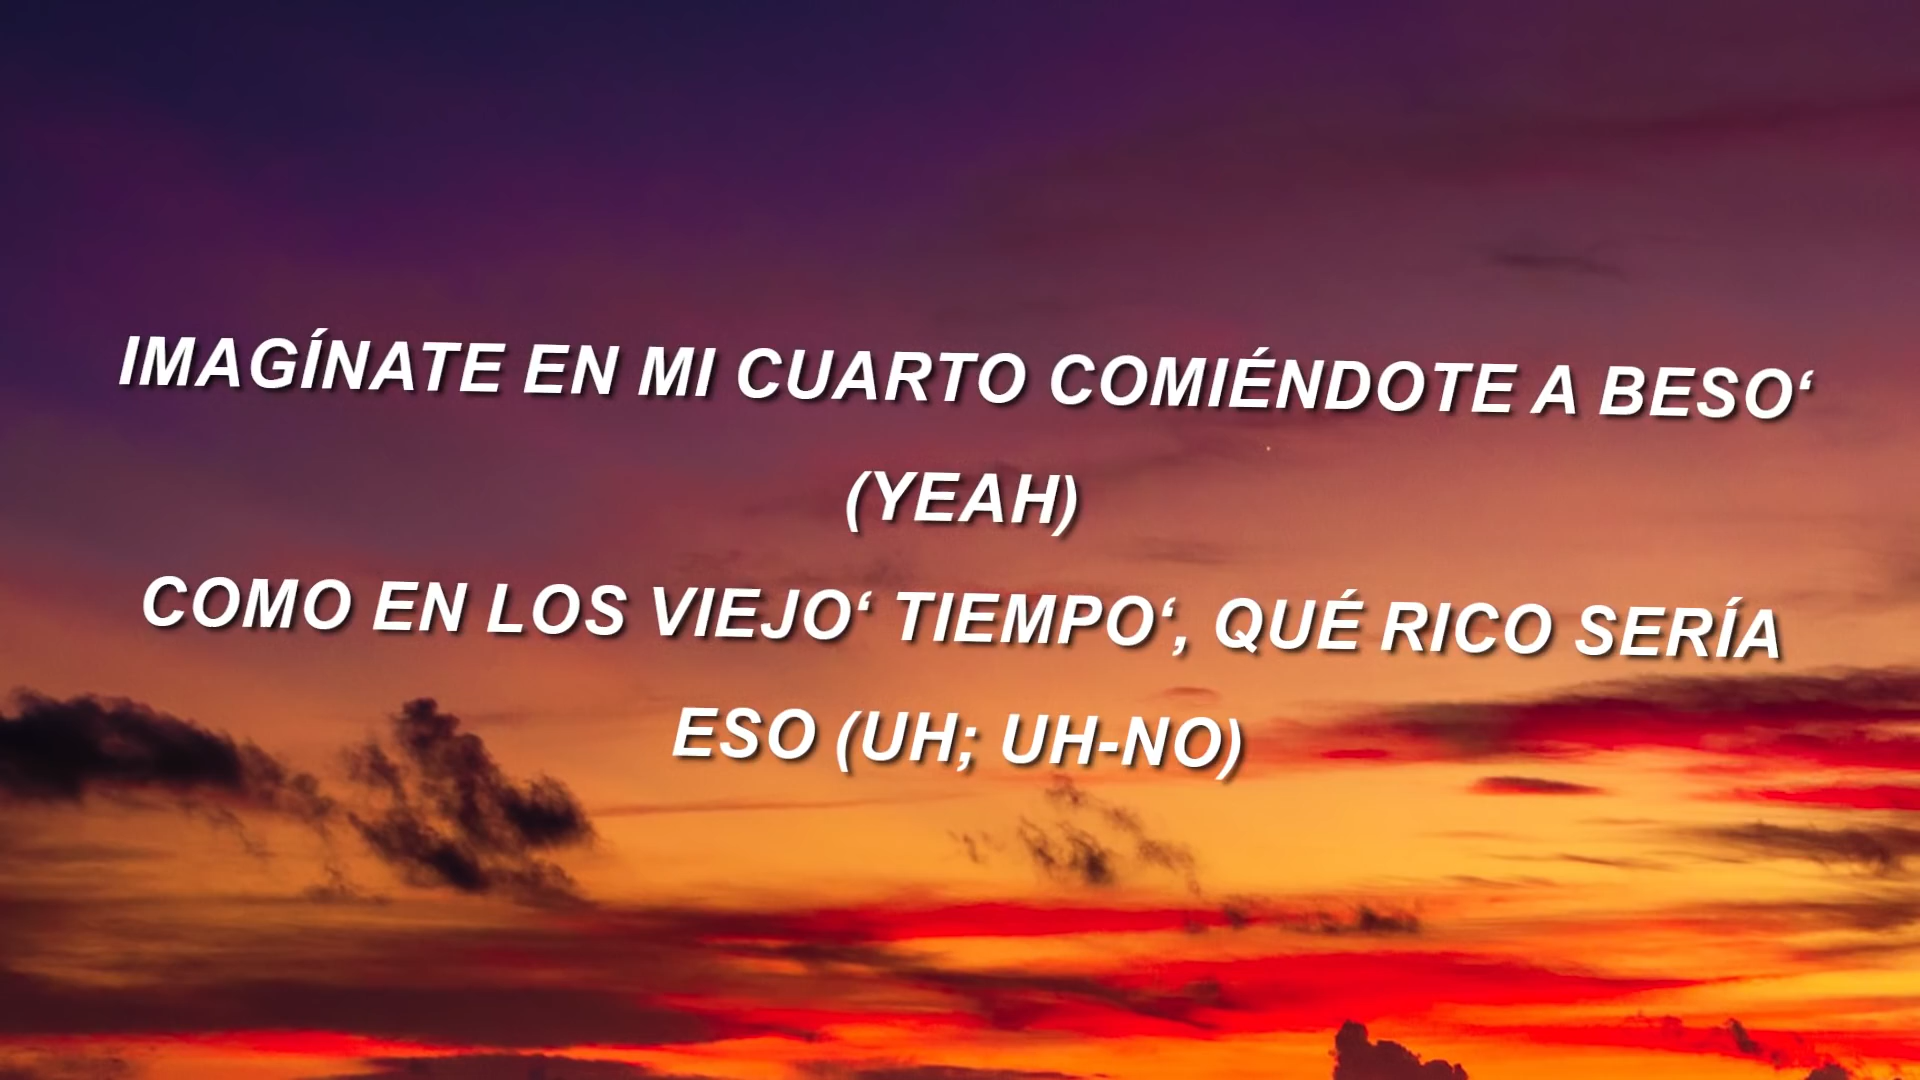 IMAGÍNATE EN MI CUARTO COMIÉNDOTE A BESO‘
(YEAH)
COMO EN LOS VIEJO‘ TIEMPO‘, QUÉ RICO SERÍA
ESO (UH; UH-NO)